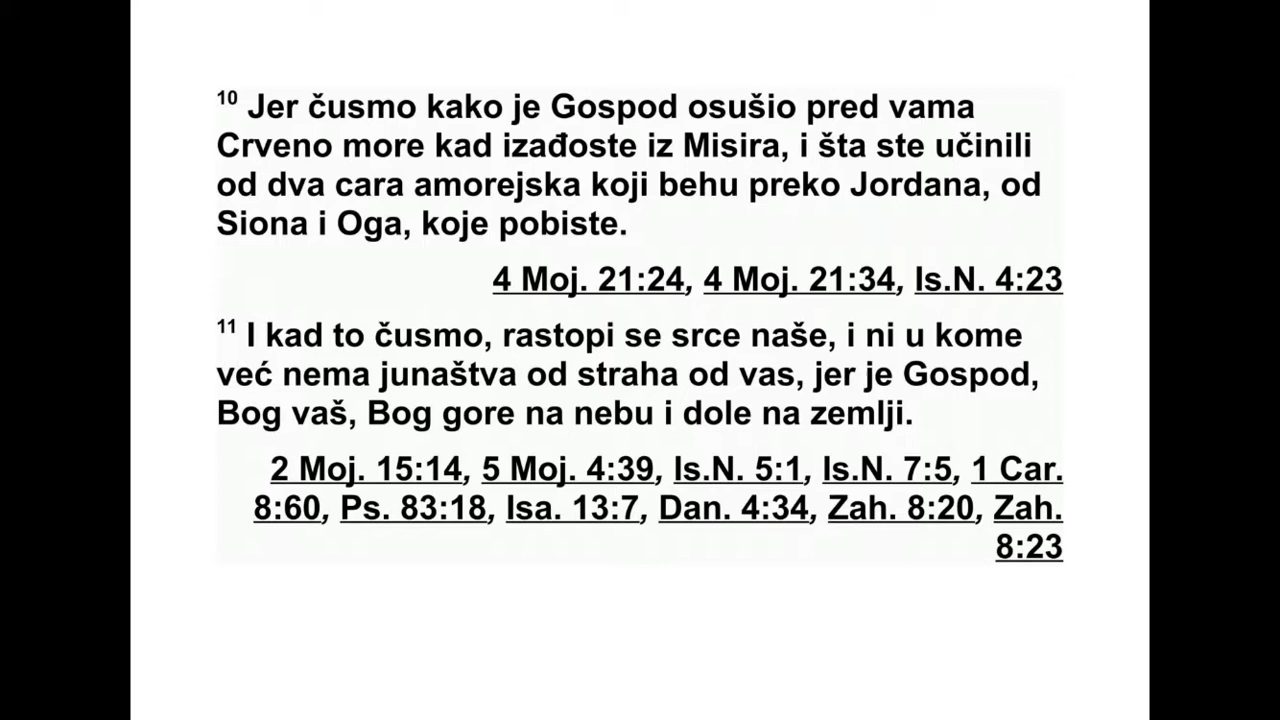 10 Jer čusmo kako je Gospod osušio pred vama
Crveno more kad izađoste iz Misira, i šta ste učinili
od dva cara amorejska koji behu preko Jordana, od
Siona i Oga, koje pobiste.
4 Moj. 21:24, 4 Moj. 21:34, Is.N. 4:23
11 I kad to čusmo, rastopi se srce naše, i ni u kome
već nema junaštva od straha od vas, jer je Gospod,
Bog vaš, Bog gore na nebu i dole na zemlji.
2 Moj. 15:14, 5 Moj. 4:39, Is.N. 5:1, Is.N. 7:5, 1 Car.
8:60, Ps. 83:18, Isa. 13:7, Dan. 4:34, Zah. 8:20, Zah.
8:23